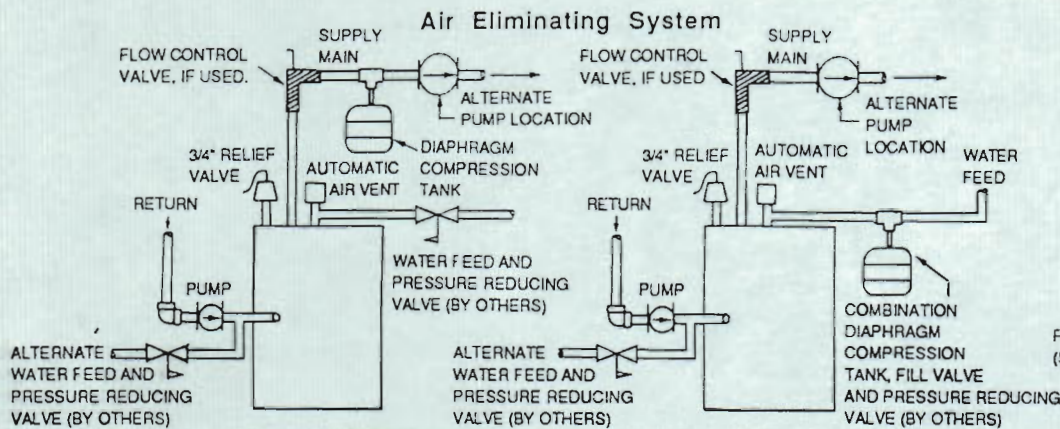 Air Eliminating System
SUPPLY
MAIN
FLOW CONTROL
VALVE, IF USED.
ALTERNATE
PUMP LOCATION
DIAPHRAGM
COMPRESSION
TANK
3/4" RELIEF
VALVE
AUTOMATIC
AIR VENT
RETURN
WATER FEED AND
PRESSURE REDUCING
VALVE (BY OTHERS)
PUMP
ALTERNATE
WATER FEED AND
PRESSURE REDUCING
VALVE (BY OTHERS)
SUPPLY
MAIN
FLOW CONTROL
VALVE, IF USED
ALTERNATE
PUMP
LOCATION
3/4" RELIEF
VALVE
AUTOMATIC
AIR VENT
WATER
FEED
RETURN
PUMP
COMBINATION
DIAPHRAGM
COMPRESSION
TANK, FILL VALVE
AND PRESSURE REDUCING
VALVE (BY OTHERS)
ALTERNATE
WATER FEED AND
PRESSURE REDUCING
VALVE (BY OTHERS)